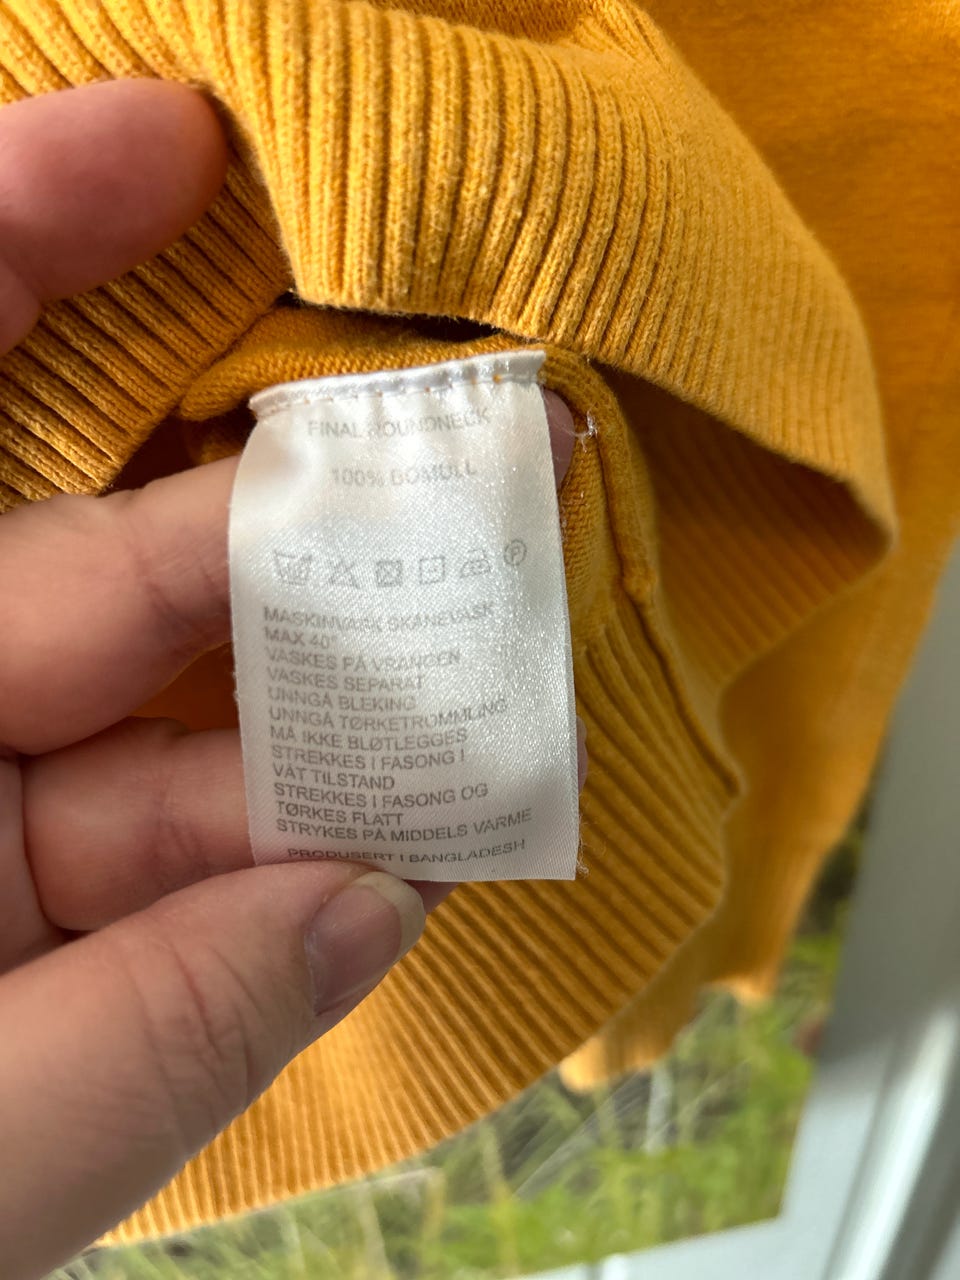 FINAL ROUNDNECK
100% BOMULL
P
MASKINVASK SKÅNEVASK
MAX 40°
VASKES PÅ VRANGEN
VASKES SEPARAT
UNNGÅ BLEKING
UNNGÅ TØRKETROMMLING
MÅ IKKE BLØTLEGGES
STREKKES I FASONG I
VÅT TILSTAND
STREKKES I FASONG OG
TØRKES FLATT
STRYKES PÅ MIDDELS VARME
PRODUSERT I BANGLADESH